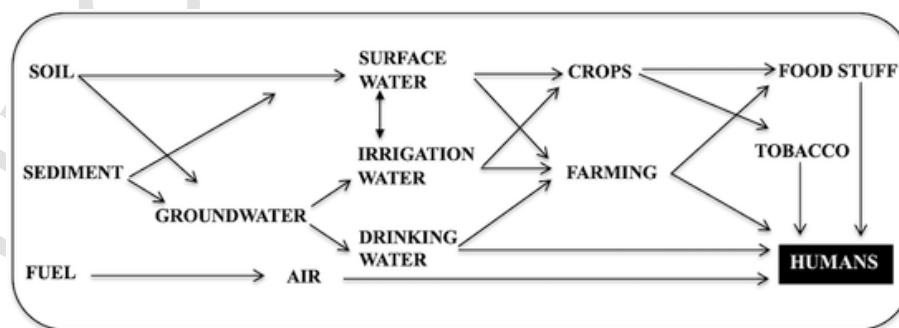 SOIL
SURFACE
WATER
CROPS
FOOD STUFF
SEDIMENT
IRRIGATION
WATER
FARMING
TOBACCO
GROUNDWATER
DRINKING
WATER
FUEL
AIR
HUMANS